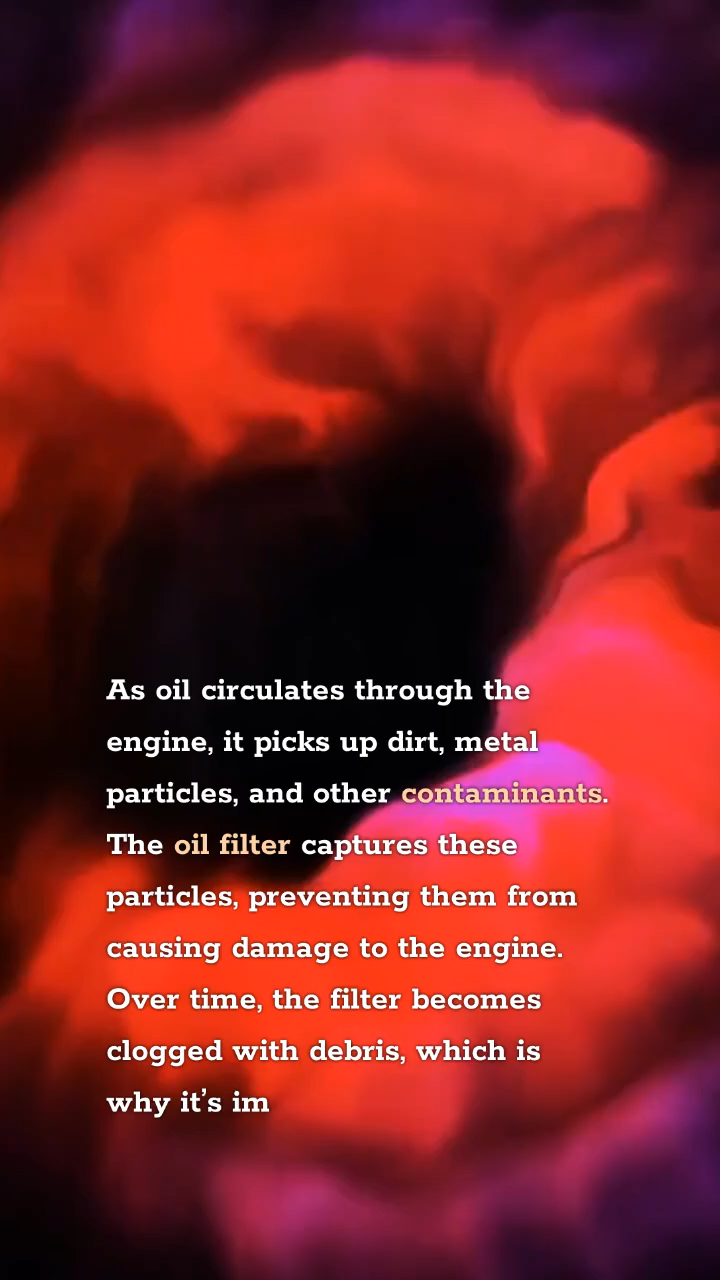 As oil circulates through the
engine, it picks up dirt, metal
particles, and other contaminants.
The oil filter captures these
particles, preventing them from
causing damage to the engine.
Over time, the filter becomes
clogged with debris, which is
why it’s im